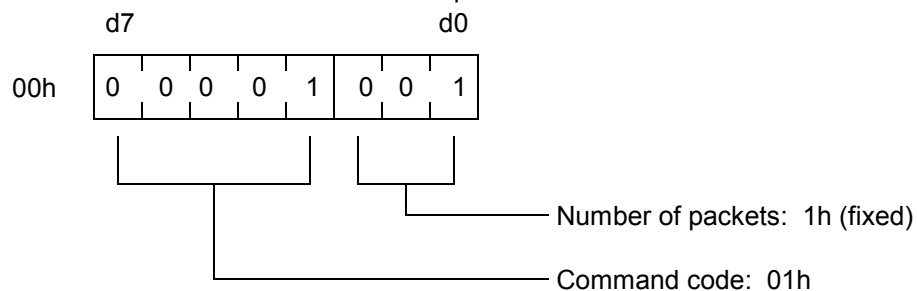 d7 d0
00h 0 0 0 0 1 0 0 1
Number of packets: 1h (fixed)
Command code: 01h